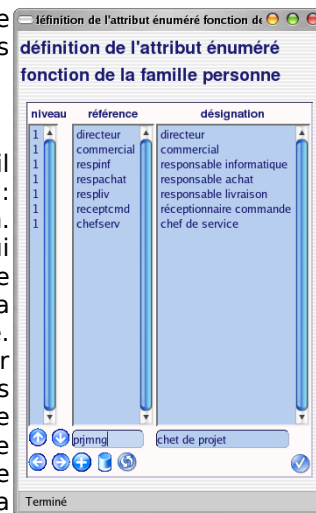 définition de l'attribut énuméré fonction de
définition de l'attribut énuméré
fonction de la famille personne
niveau référence désignation
1 directeur directeur
1 commercial commercial
1 respinf responsable informatique
1 respachat responsable achat
1 respliv responsable livraison
1 receptcmd réceptionnaire commande
1 chefserv chef de service
prjmng chet de projet
Terminé